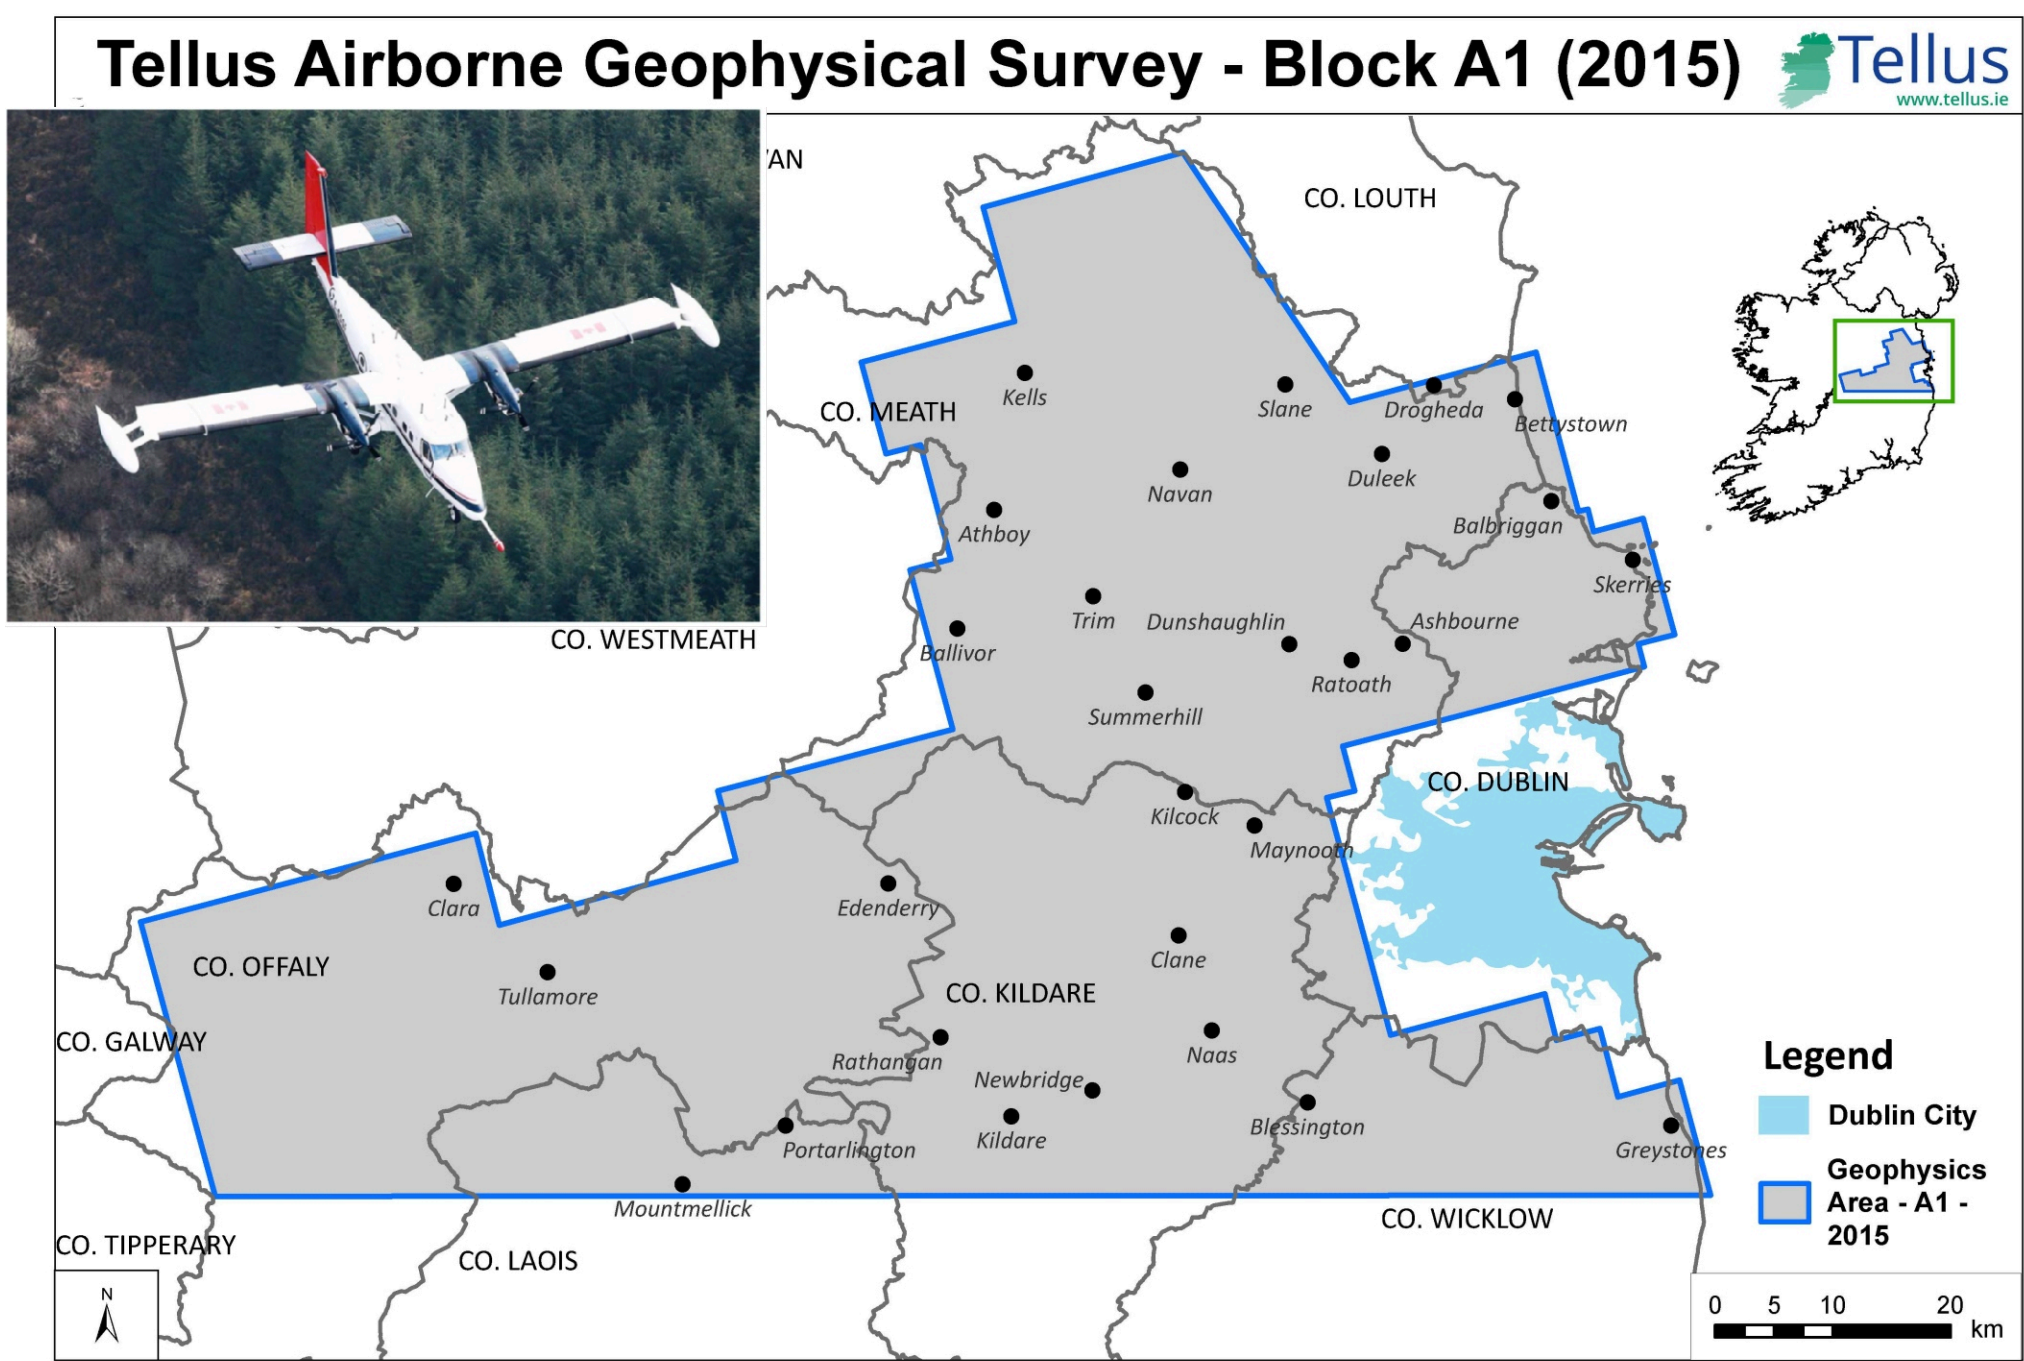 Tellus Airborne Geophysical Survey - Block A1 (2015)
Tellus
www.tellus.ie
VAN
CO. LOUTH
Kells
CO. MEATH
Slane
Drogheda
Bettystown
Duleek
Navan
Balbriggan
Athboy
Skerries
Trim
Dunshaughlin
Ashbourne
CO. WESTMEATH
Ballivor
Ratoath
Summerhill
CO. DUBLIN
Kilcock
Maynooth
Clara
Edenderry
Clane
CO. OFFALY
Tullamore
CO. KILDARE
CO. GALWAY
Rathangan
Naas
Newbridge
Kildare
Blessington
Portarlington
Greystones
Mountmellick
CO. WICKLOW
CO. TIPPERARY
CO. LAOIS
Legend
Dublin City
Geophysics
Area - A1 -
2015
N
0 5 10 20
km